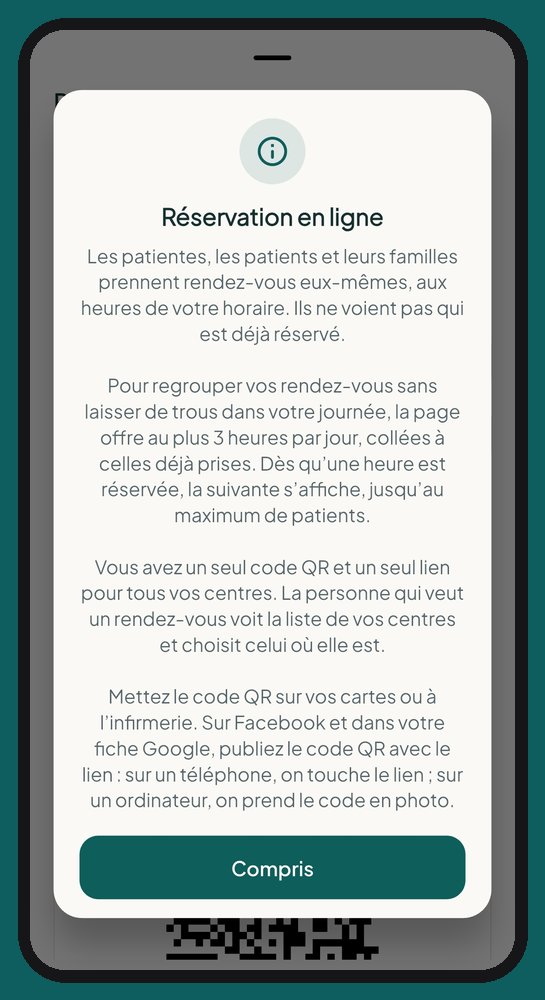 Réservation en ligne
Les patientes, les patients et leurs familles
prennent rendez-vous eux-mêmes, aux
heures de votre horaire. Ils ne voient pas qui
est déjà réservé.
Pour regrouper vos rendez-vous sans
laisser de trous dans votre journée, la page
offre au plus 3 heures par jour, collées à
celles déjà prises. Dès qu’une heure est
réservée, la suivante s’affiche, jusqu’au
maximum de patients.
Vous avez un seul code QR et un seul lien
pour tous vos centres. La personne qui veut
un rendez-vous voit la liste de vos centres
et choisit celui où elle est.
Mettez le code QR sur vos cartes ou à
l’infirmerie. Sur Facebook et dans votre
fiche Google, publiez le code QR avec le
lien : sur un téléphone, on touche le lien ; sur
un ordinateur, on prend le code en photo.
Compris